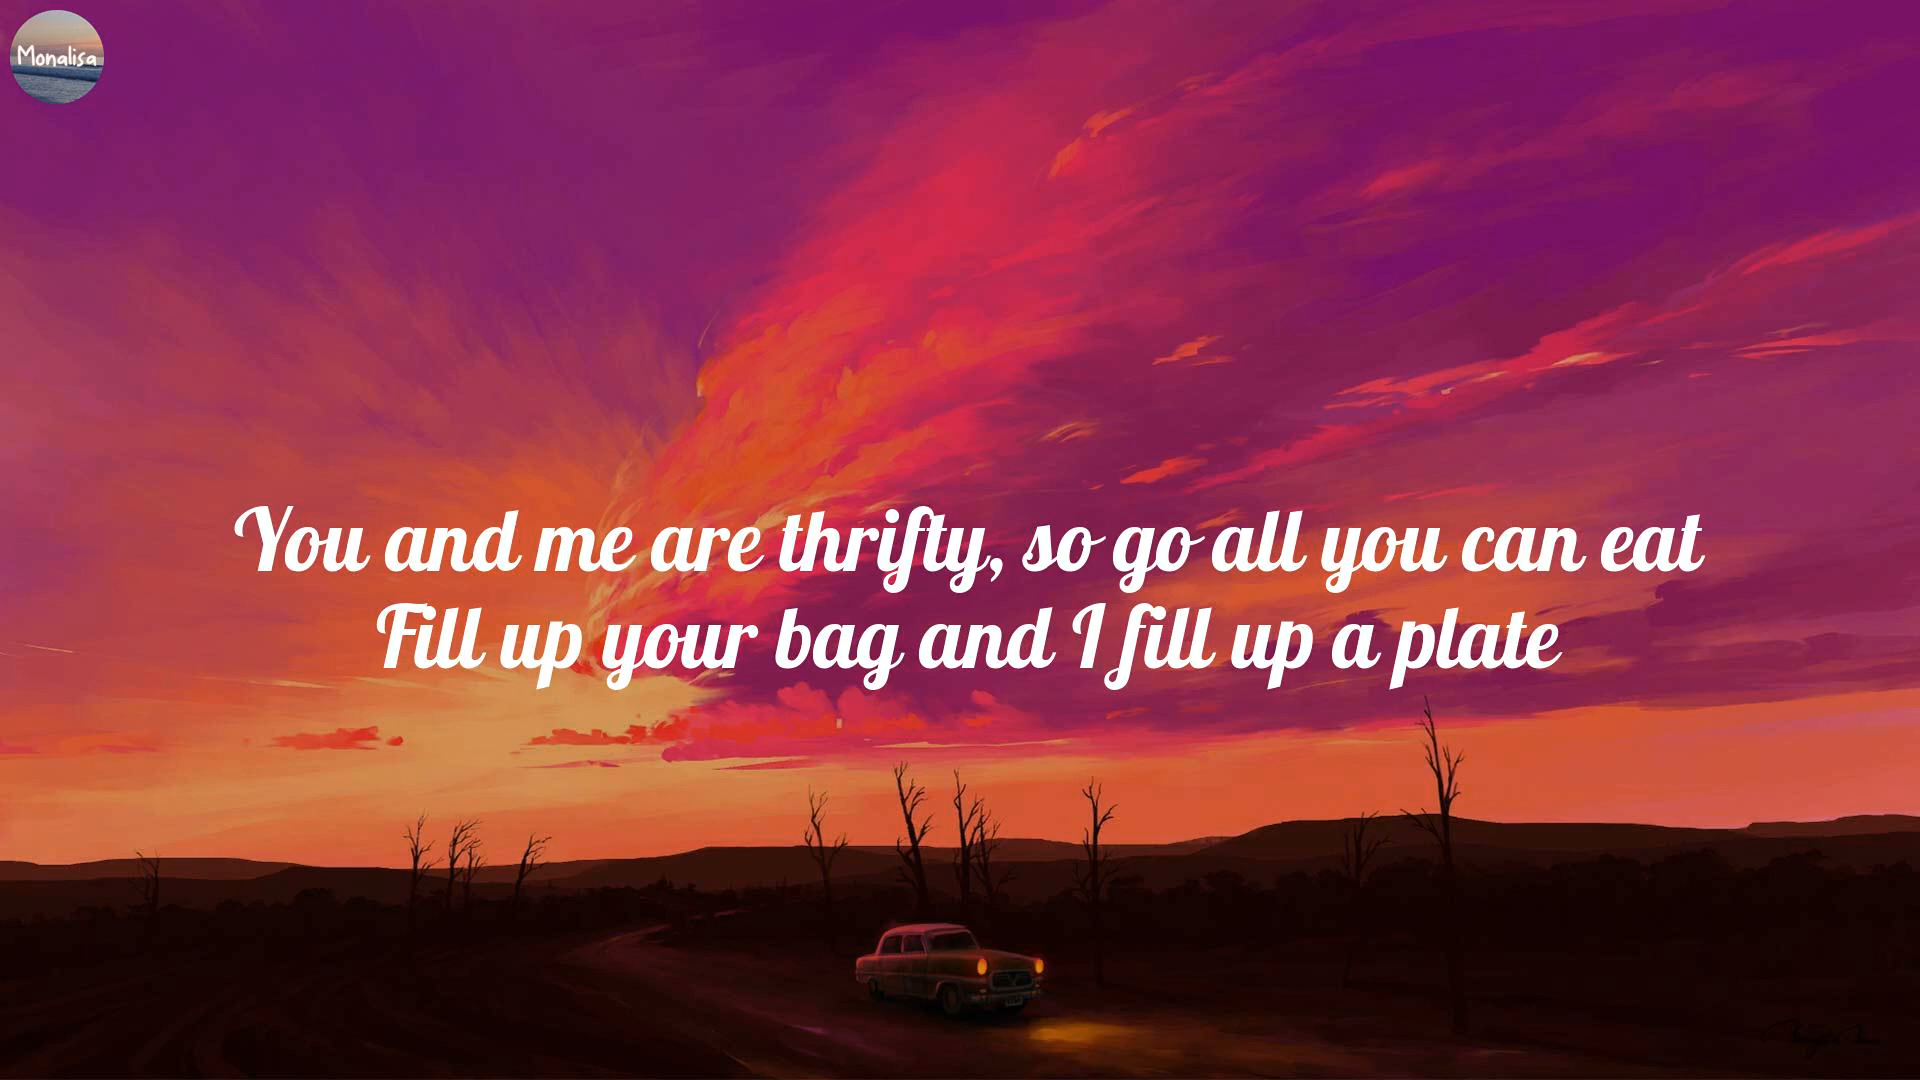 Monalisa
You and me are thrifty, so go all you can eat
Fill up your bag and I fill up a plate